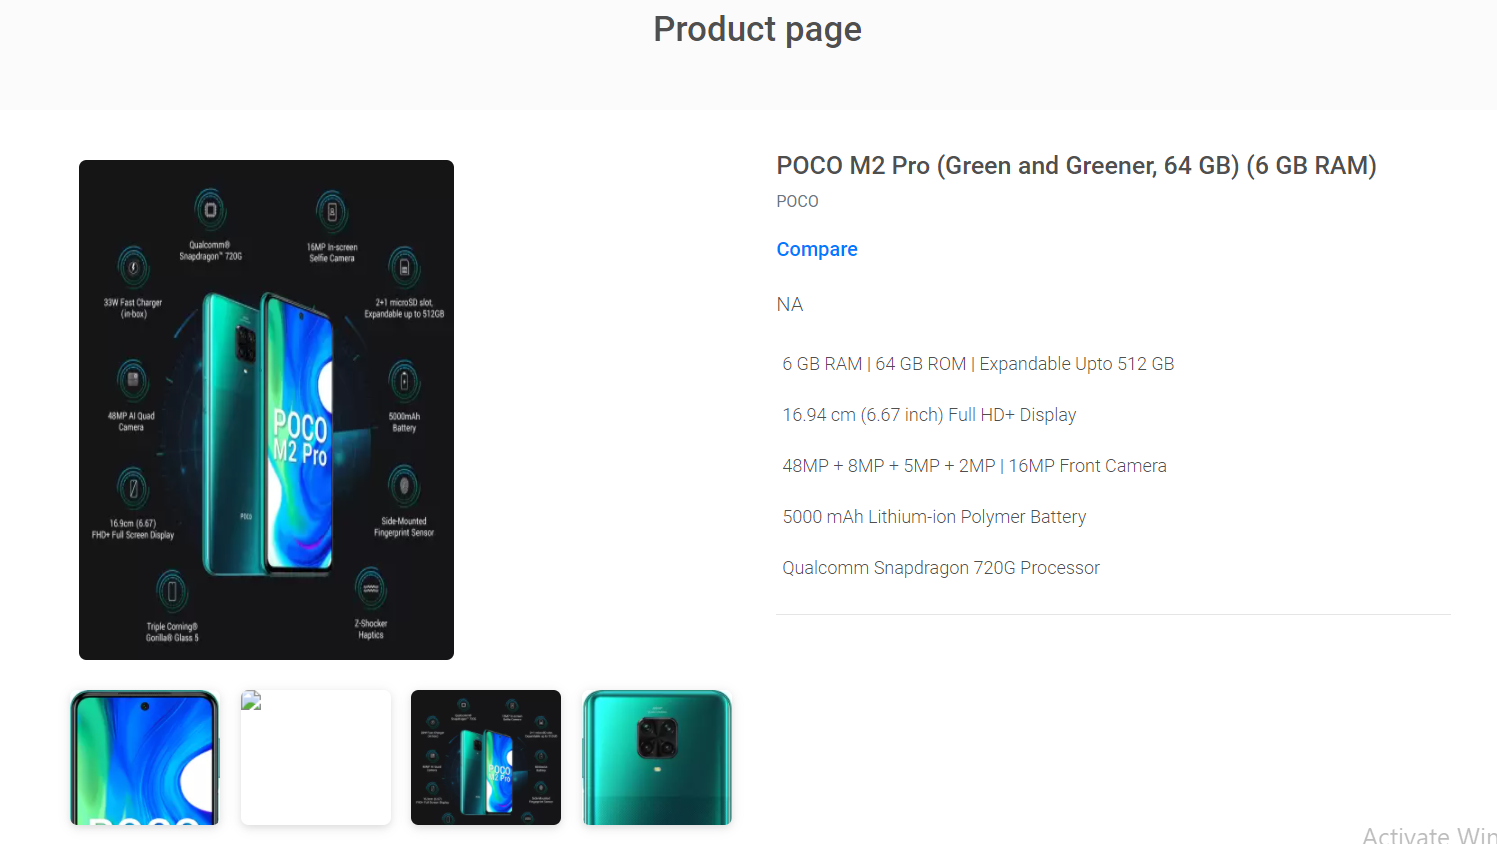 Product page
POCO M2 Pro (Green and Greener, 64 GB) (6 GB RAM)
POCO
Compare
NA
6 GB RAM | 64 GB ROM | Expandable Upto 512 GB
16.94 cm (6.67 inch) Full HD+ Display
48MP + 8MP + 5MP + 2MP | 16MP Front Camera
5000 mAh Lithium-ion Polymer Battery
Qualcomm Snapdragon 720G Processor
Qualcomm®
Snapdragon™ 720G
16MP In-screen
Selfie Camera
33W Fast Charger
(in-box)
2+1 microSD slot,
Expandable up to 512GB
48MP AI Quad
Camera
5000mAh
Battery
POCO
M2 Pro
POCO
16.9cm (6.67)
FHD+ Full Screen Display
Side-Mounted
Fingerprint Sensor
Triple Corning®
Gorilla® Glass 5
Z-Shocker
Haptics
POCO
POCO
M2 Pro
Activate Win